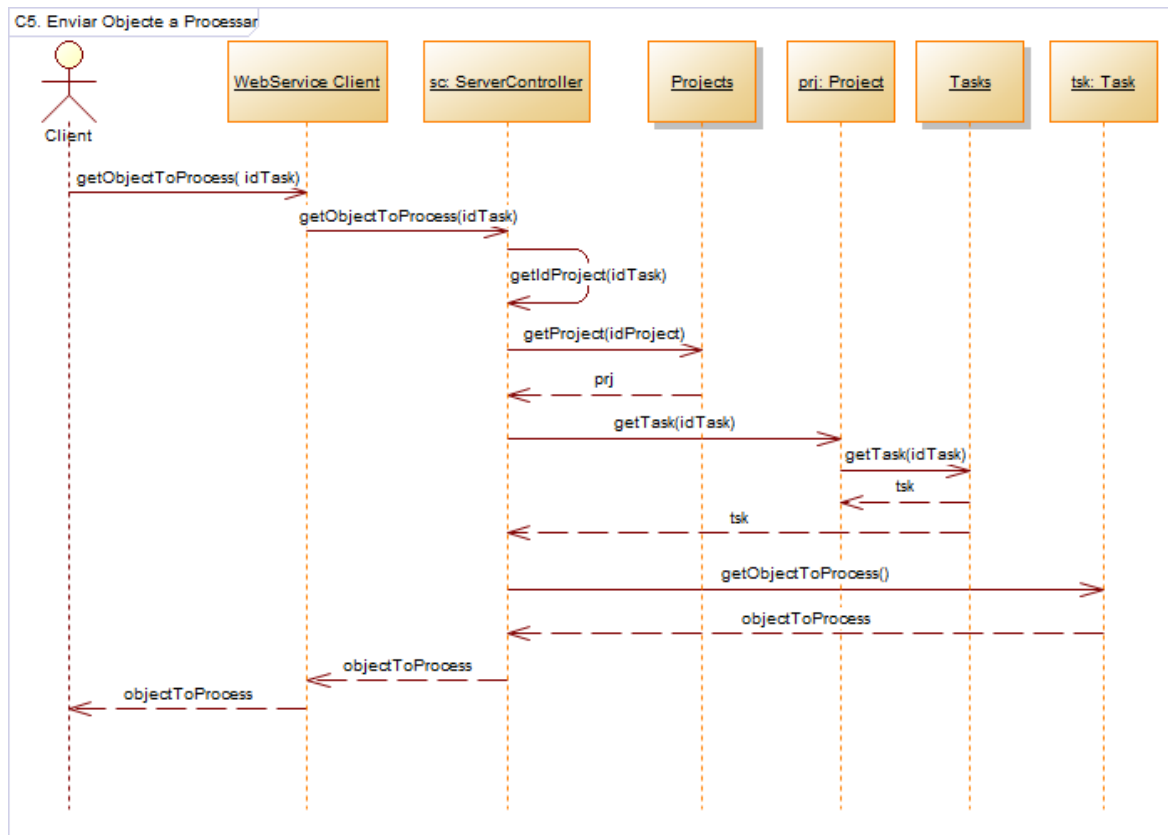 C5. Enviar Objecte a Processar
Client
WebService Client
sc: ServerController
Projects
prj: Project
Tasks
tsk: Task
getObjectToProcess( idTask)
getObjectToProcess(idTask)
getIdProject(idTask)
getProject(idProject)
prj
getTask(idTask)
getTask(idTask)
tsk
tsk
getObjectToProcess()
objectToProcess
objectToProcess
objectToProcess